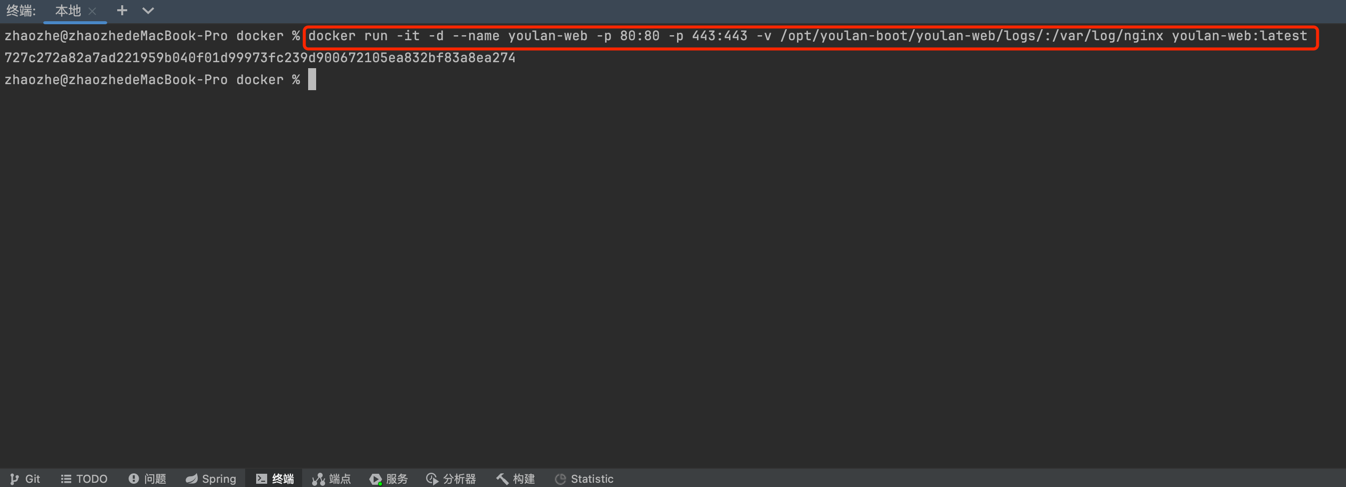 终端: 本地
zhaozhe@zhaozhedeMacBook-Pro docker % docker run -it -d --name youlan-web -p 80:80 -p 443:443 -v /opt/youlan-boot/youlan-web/logs/:/var/log/nginx youlan-web:latest
727c272a82a7ad221959b040f01d99973fc239d900672105ea832bf83a8ea274
zhaozhe@zhaozhedeMacBook-Pro docker %
Git TODO 问题 Spring 终端 端点 服务 分析器 构建 Statistic